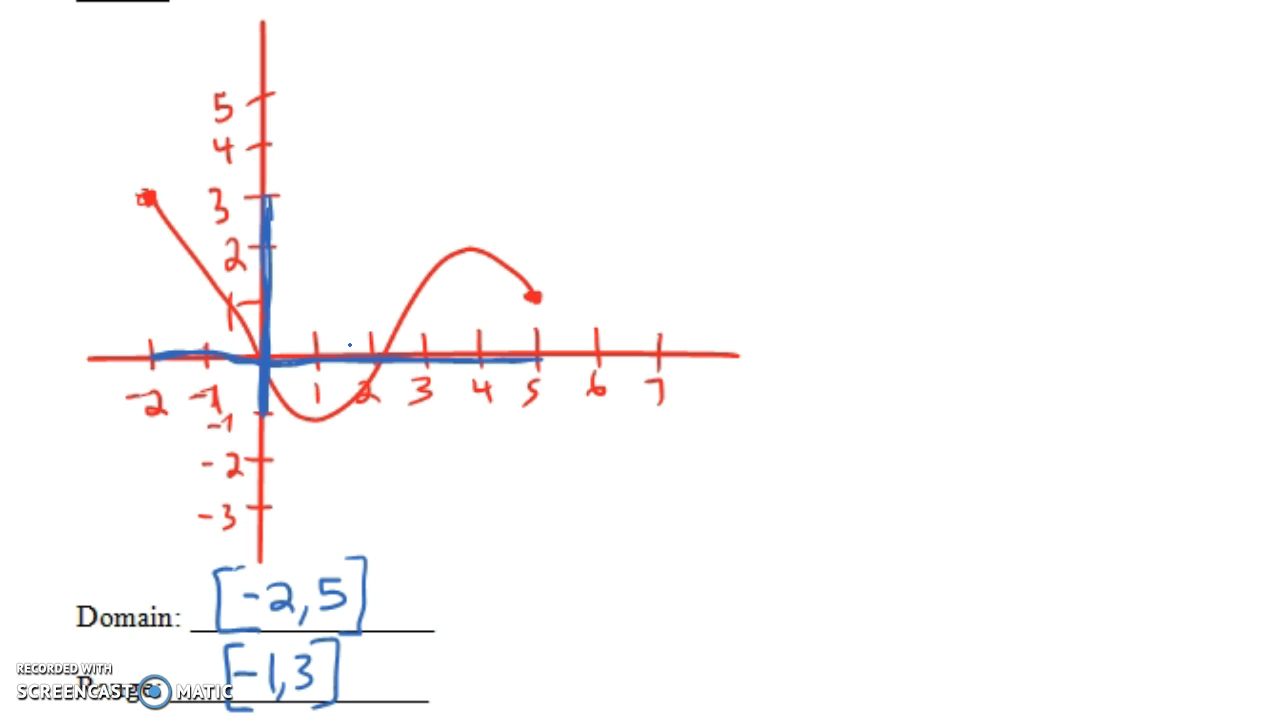 5
4
3
2
1
-2 -1 1 2 3 4 5 6 7
-1
-2
-3
Domain: [-2,5]
Range: [-1,3]
RECORDED WITH
SCREENCAST MATIC